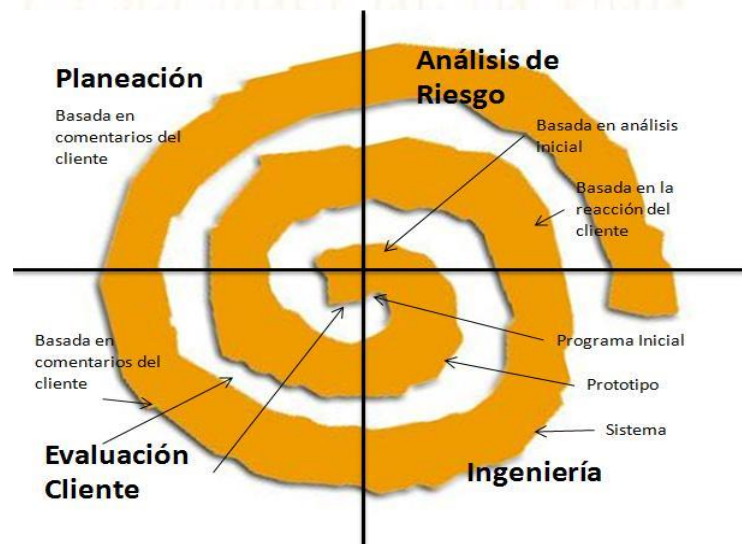 Planeación
Basada en
comentarios del
cliente
Análisis de
Riesgo
Basada en análisis
inicial
Basada en la
reacción del
cliente
Basada en
comentarios del
cliente
Evaluación
Cliente
Programa Inicial
Prototipo
Sistema
Ingeniería